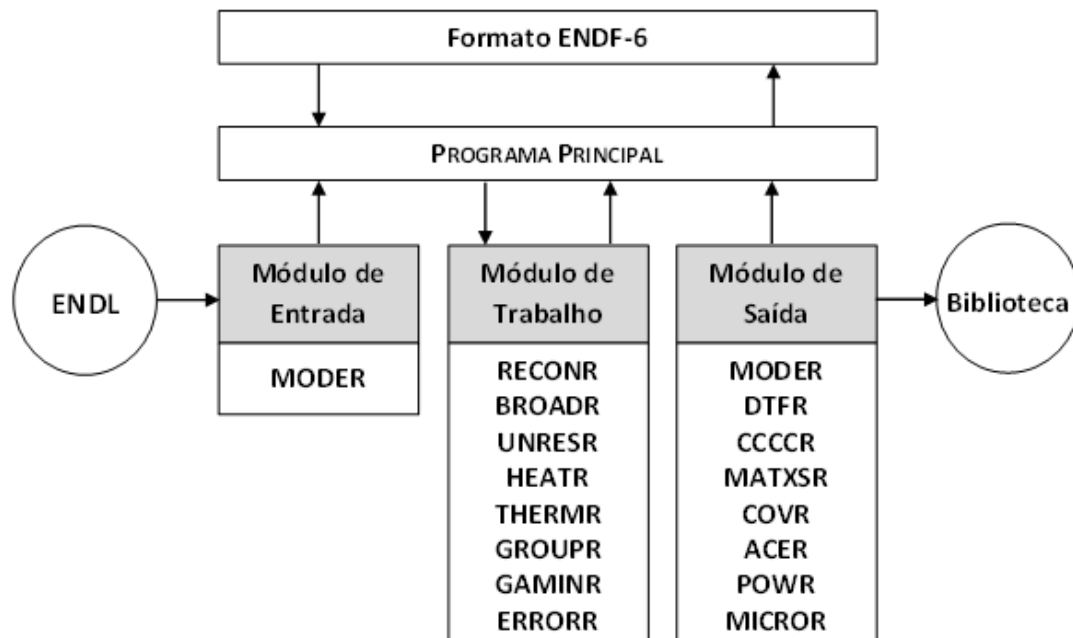 Formato ENDF-6
PROGRAMA PRINCIPAL
ENDL
Módulo de
Entrada
MODER
Módulo de
Trabalho
RECONR
BROADR
UNRESR
HEATR
THERMR
GROUPR
GAMINR
ERRORR
Módulo de
Saída
MODER
DTFR
CCCCR
MATXSR
COVR
ACER
POWR
MICROR
Biblioteca